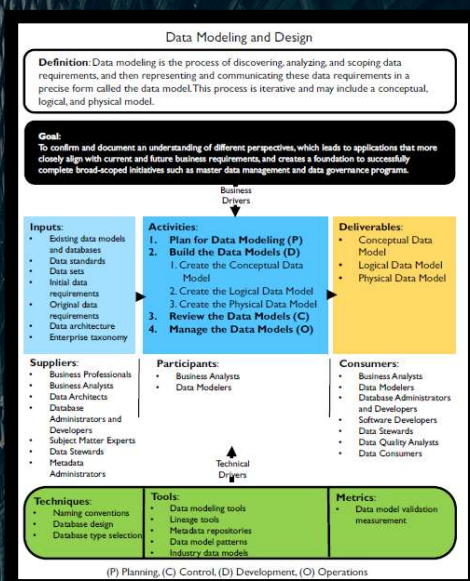 Data Modeling and Design
Definition: Data modeling is the process of discovering, analyzing, and scoping data
requirements, and then representing and communicating these data requirements in a
precise form called the data model. This process is iterative and may include a conceptual,
logical, and physical model.
Goal:
To confirm and document an understanding of different perspectives, which leads to applications that more
closely align with current and future business requirements, and creates a foundation to successfully
complete broad-scoped initiatives such as master data management and data governance programs.
Business
Drivers
Inputs:
• Existing data models
and databases
• Data standards
• Data sets
• Initial data
requirements
• Original data
requirements
• Data architecture
• Enterprise taxonomy
Activities:
1. Plan for Data Modeling (P)
2. Build the Data Models (D)
1. Create the Conceptual Data
Model
2. Create the Logical Data Model
3. Create the Physical Data Model
3. Review the Data Models (C)
4. Manage the Data Models (O)
Deliverables:
• Conceptual Data
Model
• Logical Data Model
• Physical Data Model
Suppliers:
• Business Professionals
• Business Analysts
• Data Architects
• Database
Administrators and
Developers
• Subject Matter Experts
• Data Stewards
• Metadata
Administrators
Participants:
• Business Analysts
• Data Modelers
Consumers:
• Business Analysts
• Data Modelers
• Database Administrators
and Developers
• Software Developers
• Data Stewards
• Data Quality Analysts
• Data Consumers
Technical
Drivers
Techniques:
• Naming conventions
• Database design
• Database type selection
Tools:
• Data modeling tools
• Lineage tools
• Metadata repositories
• Data model patterns
• Industry data models
Metrics:
• Data model validation
measurement
(P) Planning, (C) Control, (D) Development, (O) Operations